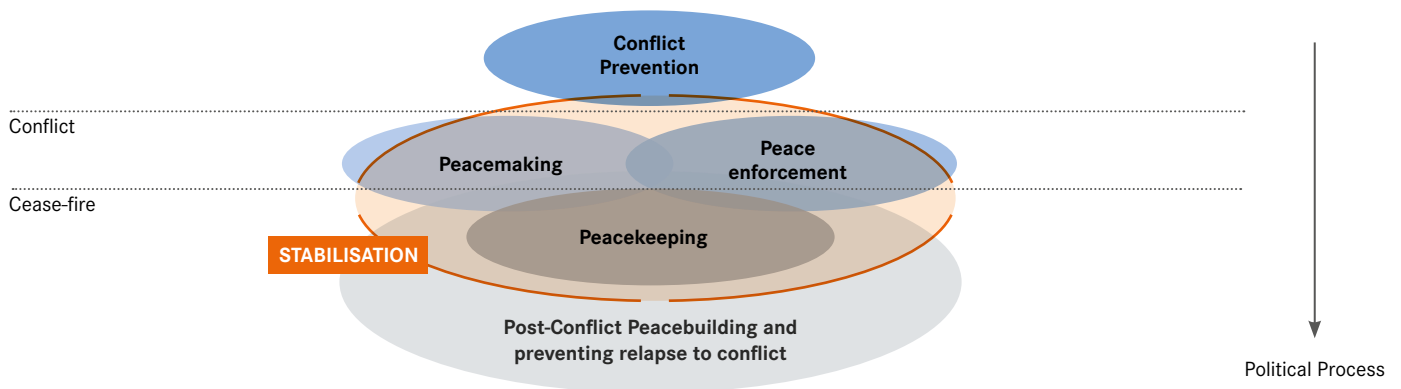 Conflict
Prevention
Conflict
Peacemaking
Peace
enforcement
Cease-fire
Peacekeeping
STABILISATION
Post-Conflict Peacebuilding and
preventing relapse to conflict
Political Process